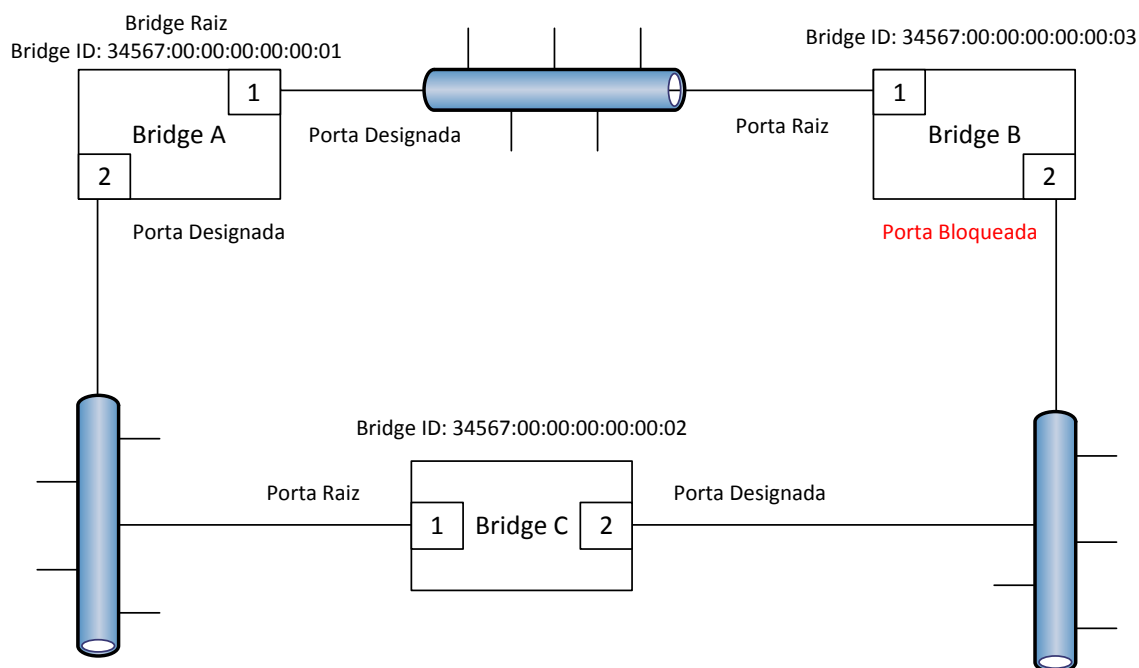 Bridge Raiz
Bridge ID: 34567:00:00:00:00:00:01
Bridge ID: 34567:00:00:00:00:00:03
1
1
Bridge A
Porta Designada
Porta Raiz
Bridge B
2
2
Porta Designada
Porta Bloqueada
Bridge ID: 34567:00:00:00:00:00:02
Porta Raiz
Porta Designada
1
Bridge C
2